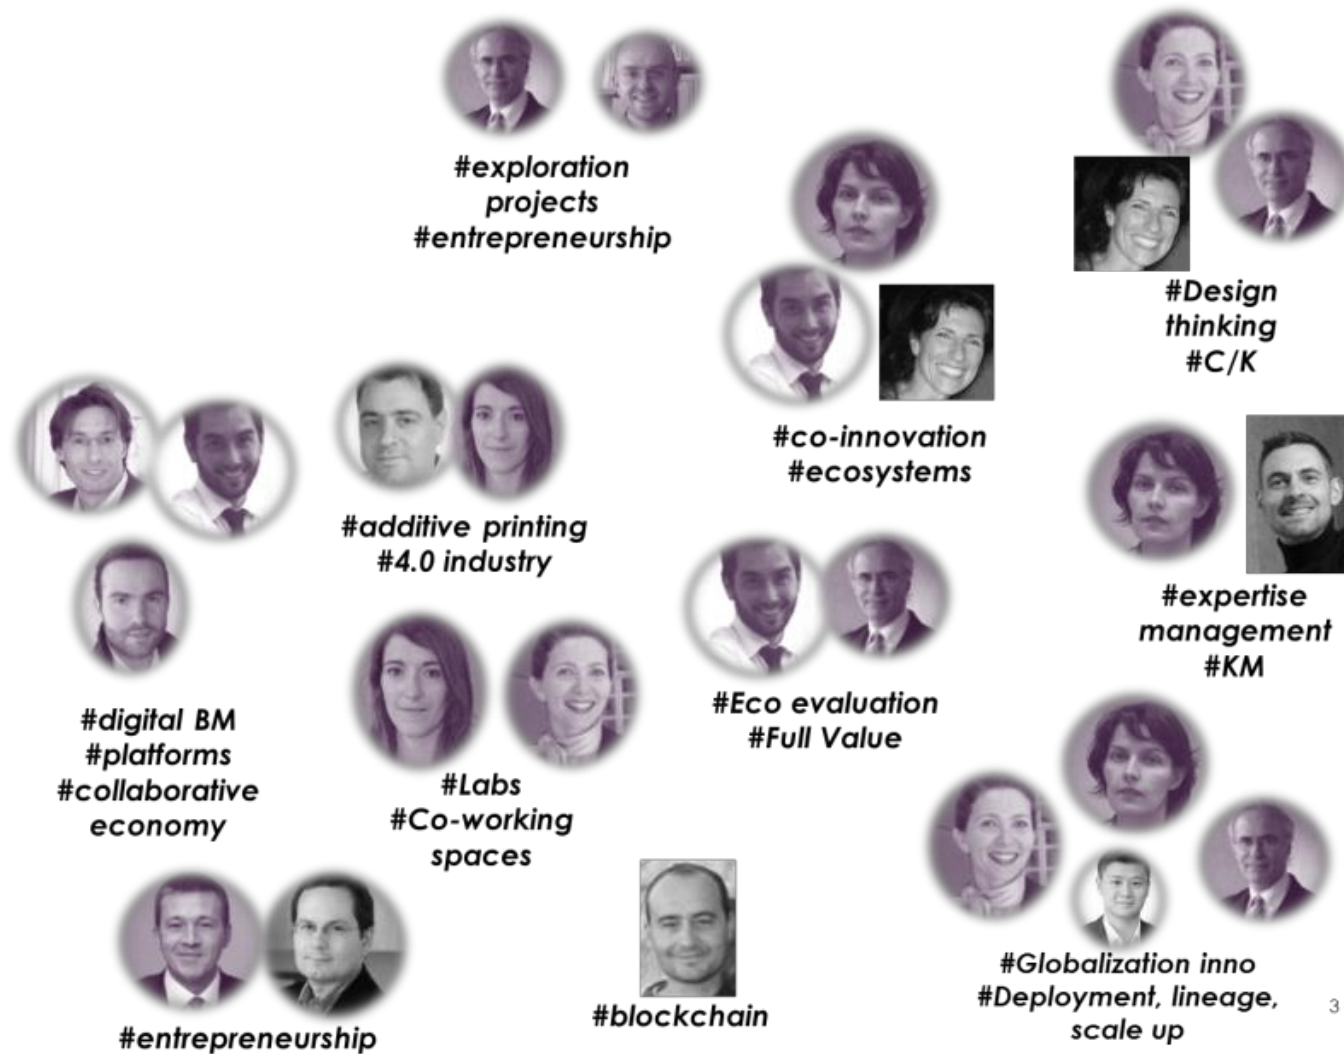 #exploration
projects
#entrepreneurship
#Design
thinking
#C/K
#co-innovation
#ecosystems
#additive printing
#4.0 industry
#expertise
management
#KM
#Eco evaluation
#Full Value
#digital BM
#platforms
#collaborative
economy
#Labs
#Co-working
spaces
#Globalization inno
#Deployment, lineage,
scale up
#blockchain
#entrepreneurship
3